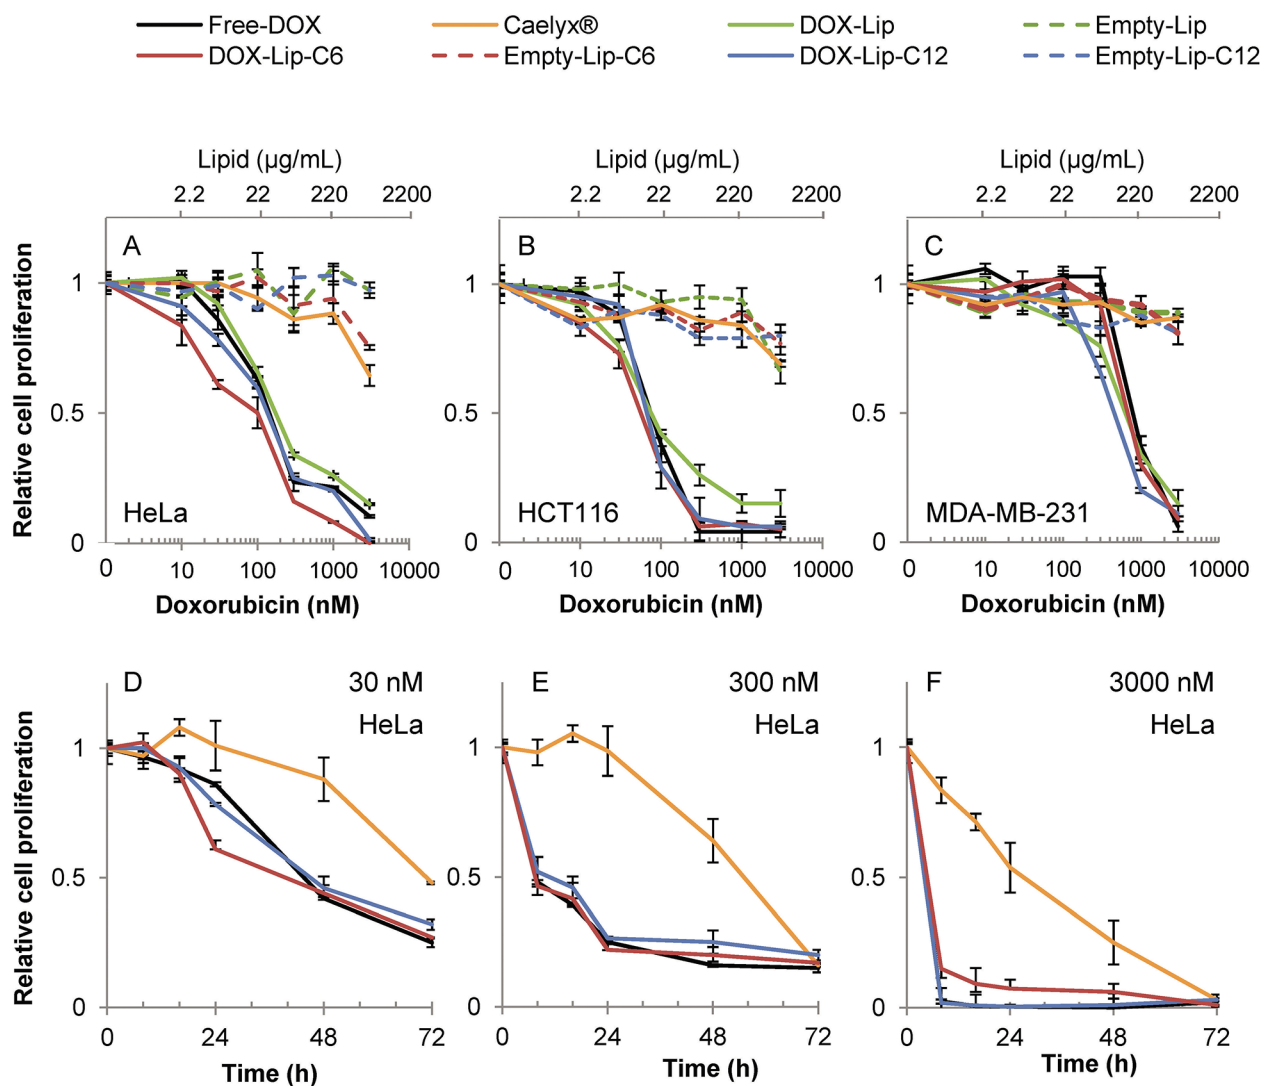 Free-DOX Caelyx® DOX-Lip Empty-Lip
DOX-Lip-C6 Empty-Lip-C6 DOX-Lip-C12 Empty-Lip-C12
Lipid (µg/mL) Lipid (µg/mL) Lipid (µg/mL)
2.2 22 220 2200 2.2 22 220 2200 2.2 22 220 2200
A B C
Relative cell proliferation
1 1 1
0.5 0.5 0.5
HeLa HCT116 MDA-MB-231
0 0 0
0 10 100 1000 10000 0 10 100 1000 10000 0 10 100 1000 10000
Doxorubicin (nM) Doxorubicin (nM) Doxorubicin (nM)
D 30 nM E 300 nM F 3000 nM
HeLa HeLa HeLa
Relative cell proliferation
1 1 1
0.5 0.5 0.5
0 0 0
0 24 48 72 0 24 48 72 0 24 48 72
Time (h) Time (h) Time (h)